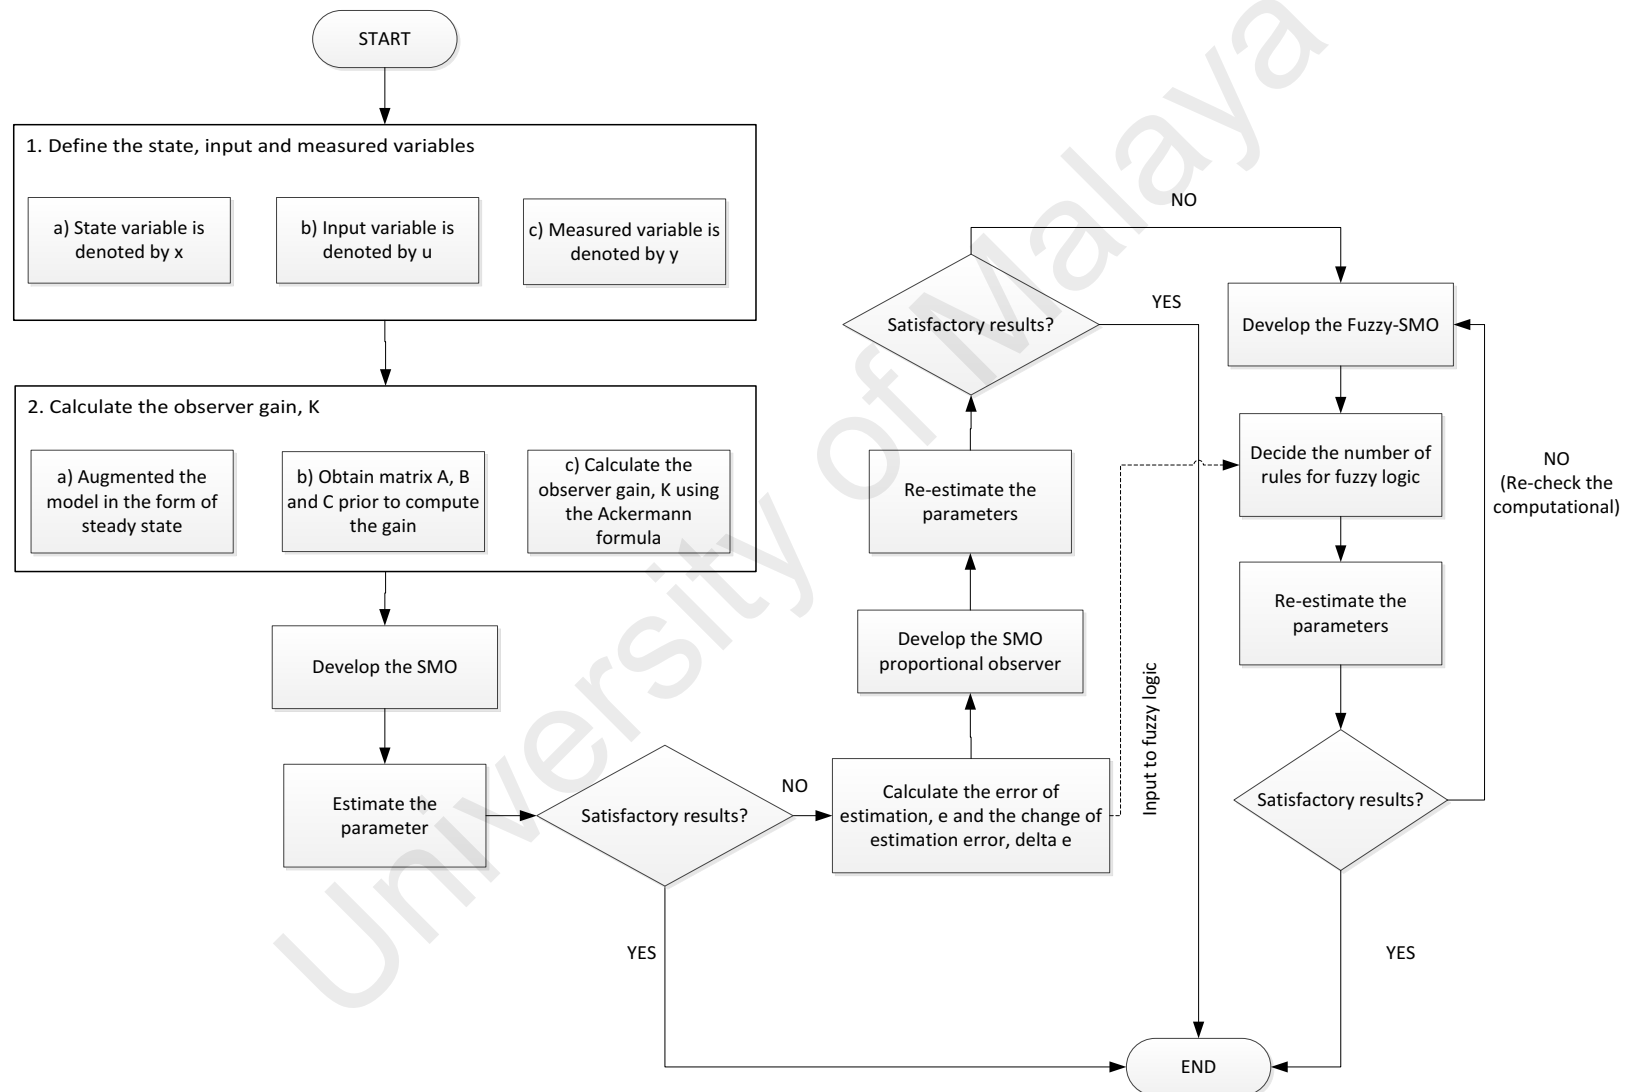 START
1. Define the state, input and measured variables
a) State variable is
denoted by x
b) Input variable is
denoted by u
c) Measured variable is
denoted by y
2. Calculate the observer gain, K
a) Augmented the
model in the form of
steady state
b) Obtain matrix A, B
and C prior to compute
the gain
c) Calculate the
observer gain, K using
the Ackermann
formula
Develop the SMO
Estimate the
parameter
Satisfactory results?
NO
YES
Calculate the error of
estimation, e and the change of
estimation error, delta e
Develop the SMO
proportional observer
Re-estimate the
parameters
Satisfactory results?
NO
YES
Input to fuzzy logic
Develop the Fuzzy-SMO
Decide the number of
rules for fuzzy logic
Re-estimate the
parameters
Satisfactory results?
NO
(Re-check the
computational)
YES
END
University of Malaya